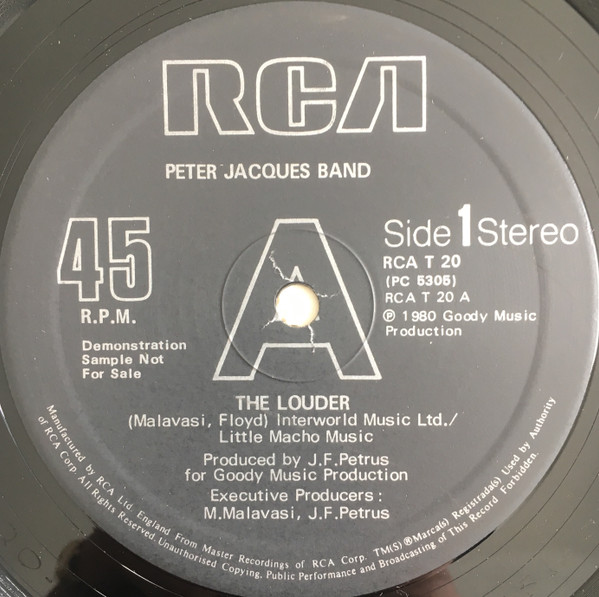 RCA
PETER JACQUES BAND
45
R.P.M.
Demonstration
Sample Not
For Sale
A
Side 1 Stereo
RCA T 20
(PC 5305)
RCA T 20 A
℗ 1980 Goody Music
Production
THE LOUDER
(Malavasi, Floyd) Interworld Music Ltd./
Little Macho Music
Produced by J.F.Petrus
for Goody Music Production
Executive Producers :
M.Malavasi, J.F.Petrus
Manufactured by RCA Ltd. England From Master Recordings of RCA Corp. TM(S)®Marca(s) Registrada(s) Used by Authority
of RCA Corp. All Rights Reserved. Unauthorised Copying, Public Performance and Broadcasting of This Record Forbidden.